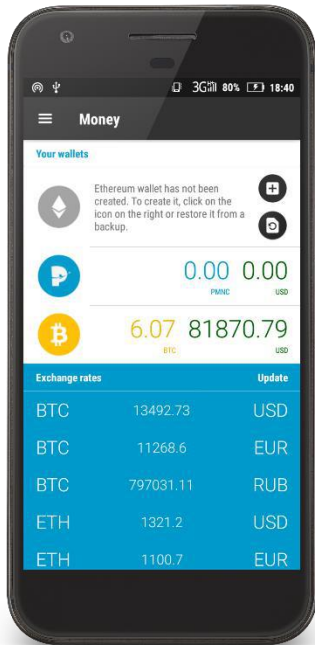 3G 80% 18:40
Money
Your wallets
Ethereum wallet has not been
created. To create it, click on the
icon on the right or restore it from a
backup.
0.00 0.00
PMNC USD
6.07 81870.79
BTC USD
Exchange rates Update
BTC 13492.73 USD
BTC 11268.6 EUR
BTC 797031.11 RUB
ETH 1321.2 USD
ETH 1100.7 EUR